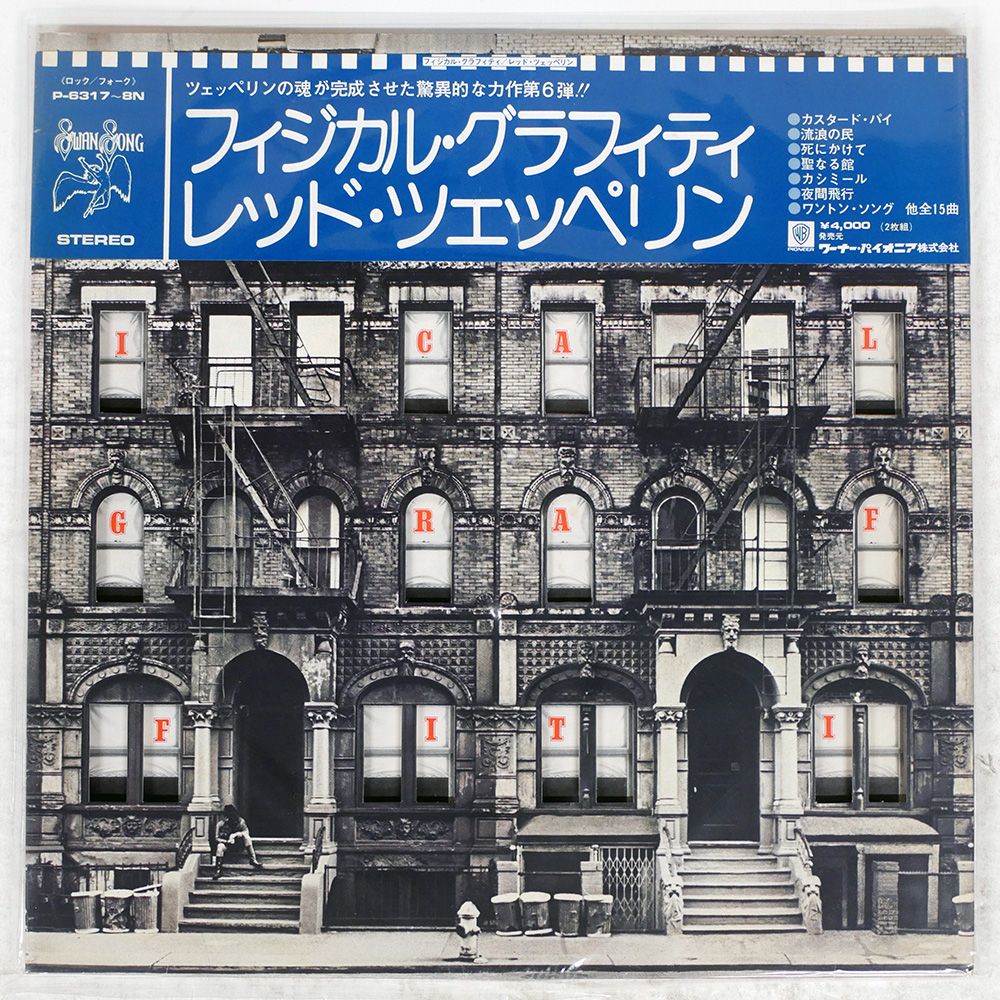 フィジカル・グラフィティ/レッド・ツェッペリン
〈ロック/フォーク〉
P-6317~8N
SWAN SONG
STEREO
ツェッペリンの魂が完成させた驚異的な力作第6弾!!
フィジカル・グラフィティ
レッド・ツェッペリン
●カスタード・パイ
●流浪の民
●死にかけて
●聖なる館
●カシミール
●夜間飛行
●ワントン・ソング 他全15曲
¥4,000(2枚組)
発売元
WB
PIONEER
ワーナー・パイオニア株式会社
I C A L
G R A F
F I T I